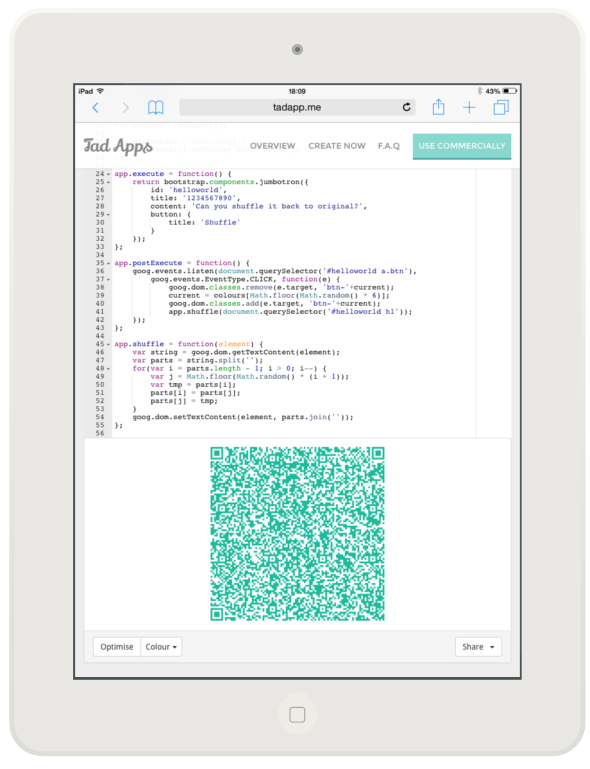 iPad 18:09 43%
tadapp.me
Tad Apps OVERVIEW CREATE NOW F.A.Q USE COMMERCIALLY
24 app.execute = function() {
25 return bootstrap.components.jumbotron({
26 id: 'helloworld',
27 title: '1234567890',
28 content: 'Can you shuffle it back to original?',
29 button: {
30 title: 'Shuffle'
31 }
32 });
33 };
34
35 app.postExecute = function() {
36 goog.events.listen(document.querySelector('#helloworld a.btn'),
37 goog.events.EventType.CLICK, function(e) {
38 goog.dom.classes.remove(e.target, 'btn-'+current);
39 current = colours[Math.floor(Math.random() * 6)];
40 goog.dom.classes.add(e.target, 'btn-'+current);
41 app.shuffle(document.querySelector('#helloworld h1'));
42 });
43 };
44
45 app.shuffle = function(element) {
46 var string = goog.dom.getTextContent(element);
47 var parts = string.split('');
48 for(var i = parts.length - 1; i > 0; i--) {
49 var j = Math.floor(Math.random() * (i + 1));
50 var tmp = parts[i];
51 parts[i] = parts[j];
52 parts[j] = tmp;
53 }
54 goog.dom.setTextContent(element, parts.join(''));
55 };
56
Optimise Colour Share